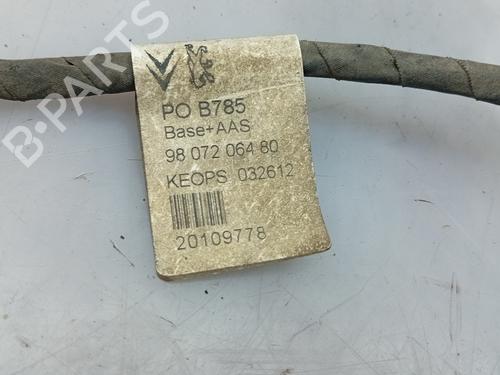 PO B785
Base+AAS
98 072 064 80
KEOPS 032612
20109778
B-PARTS